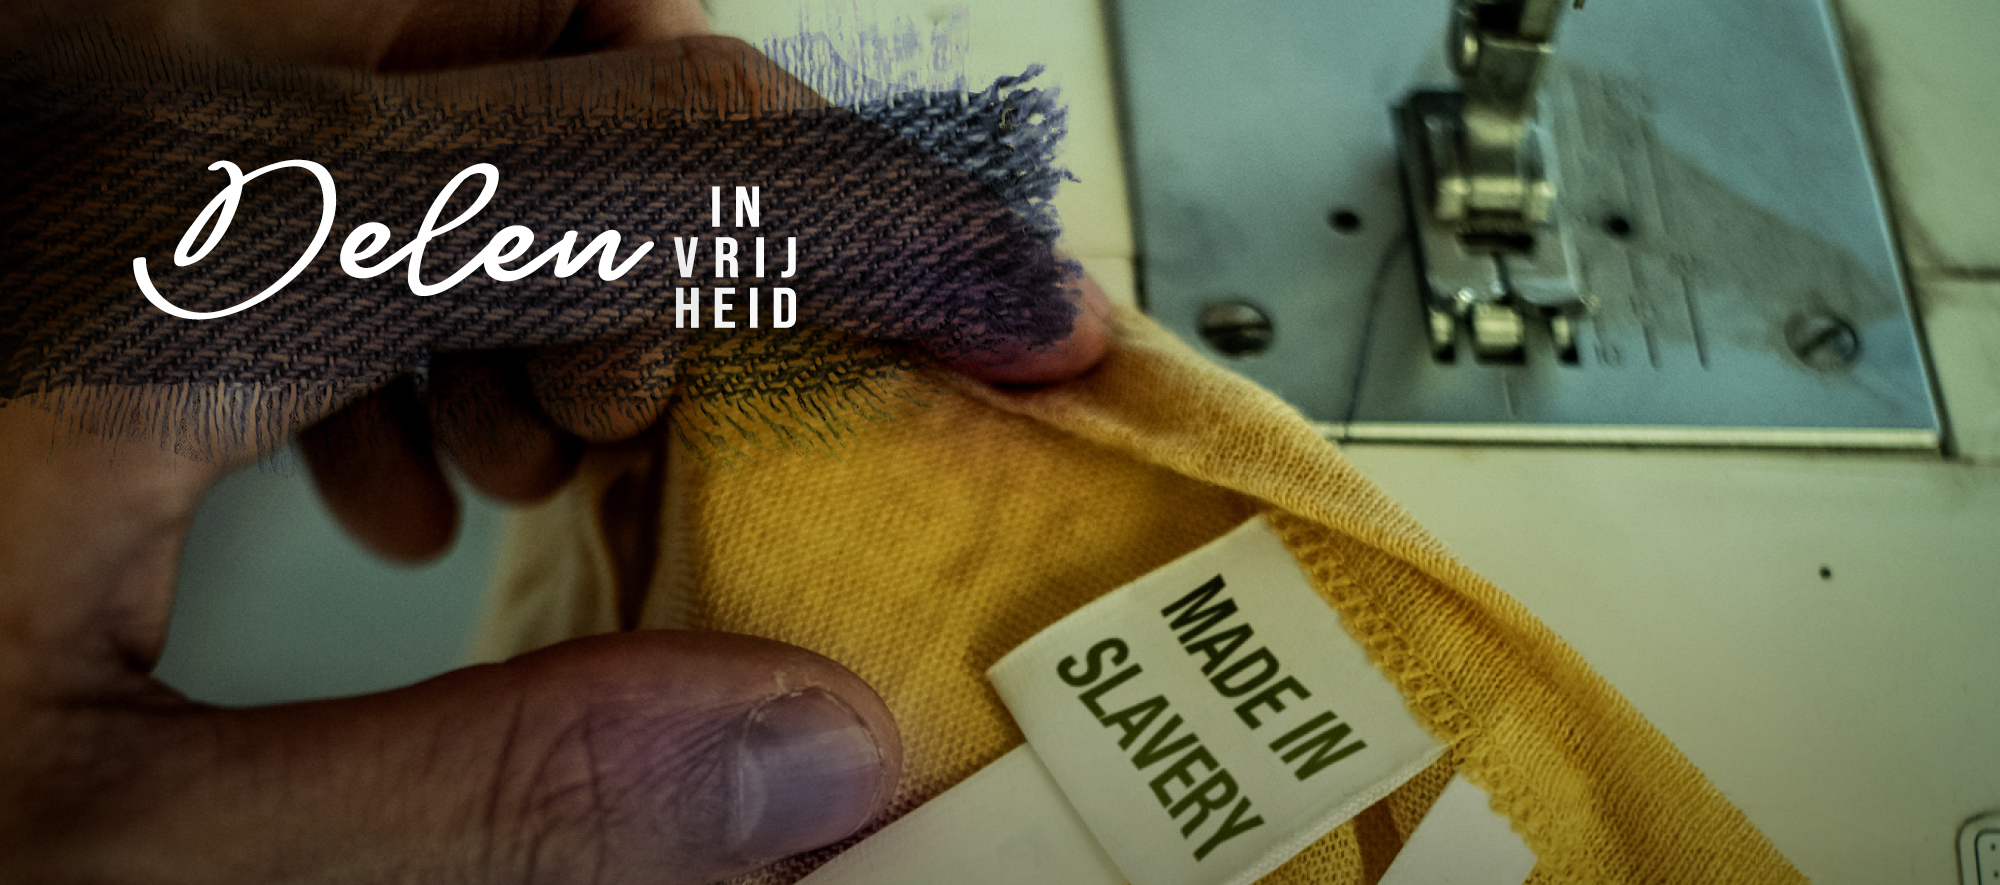 Delen
IN
VRIJ
HEID
MADE IN
SLAVERY